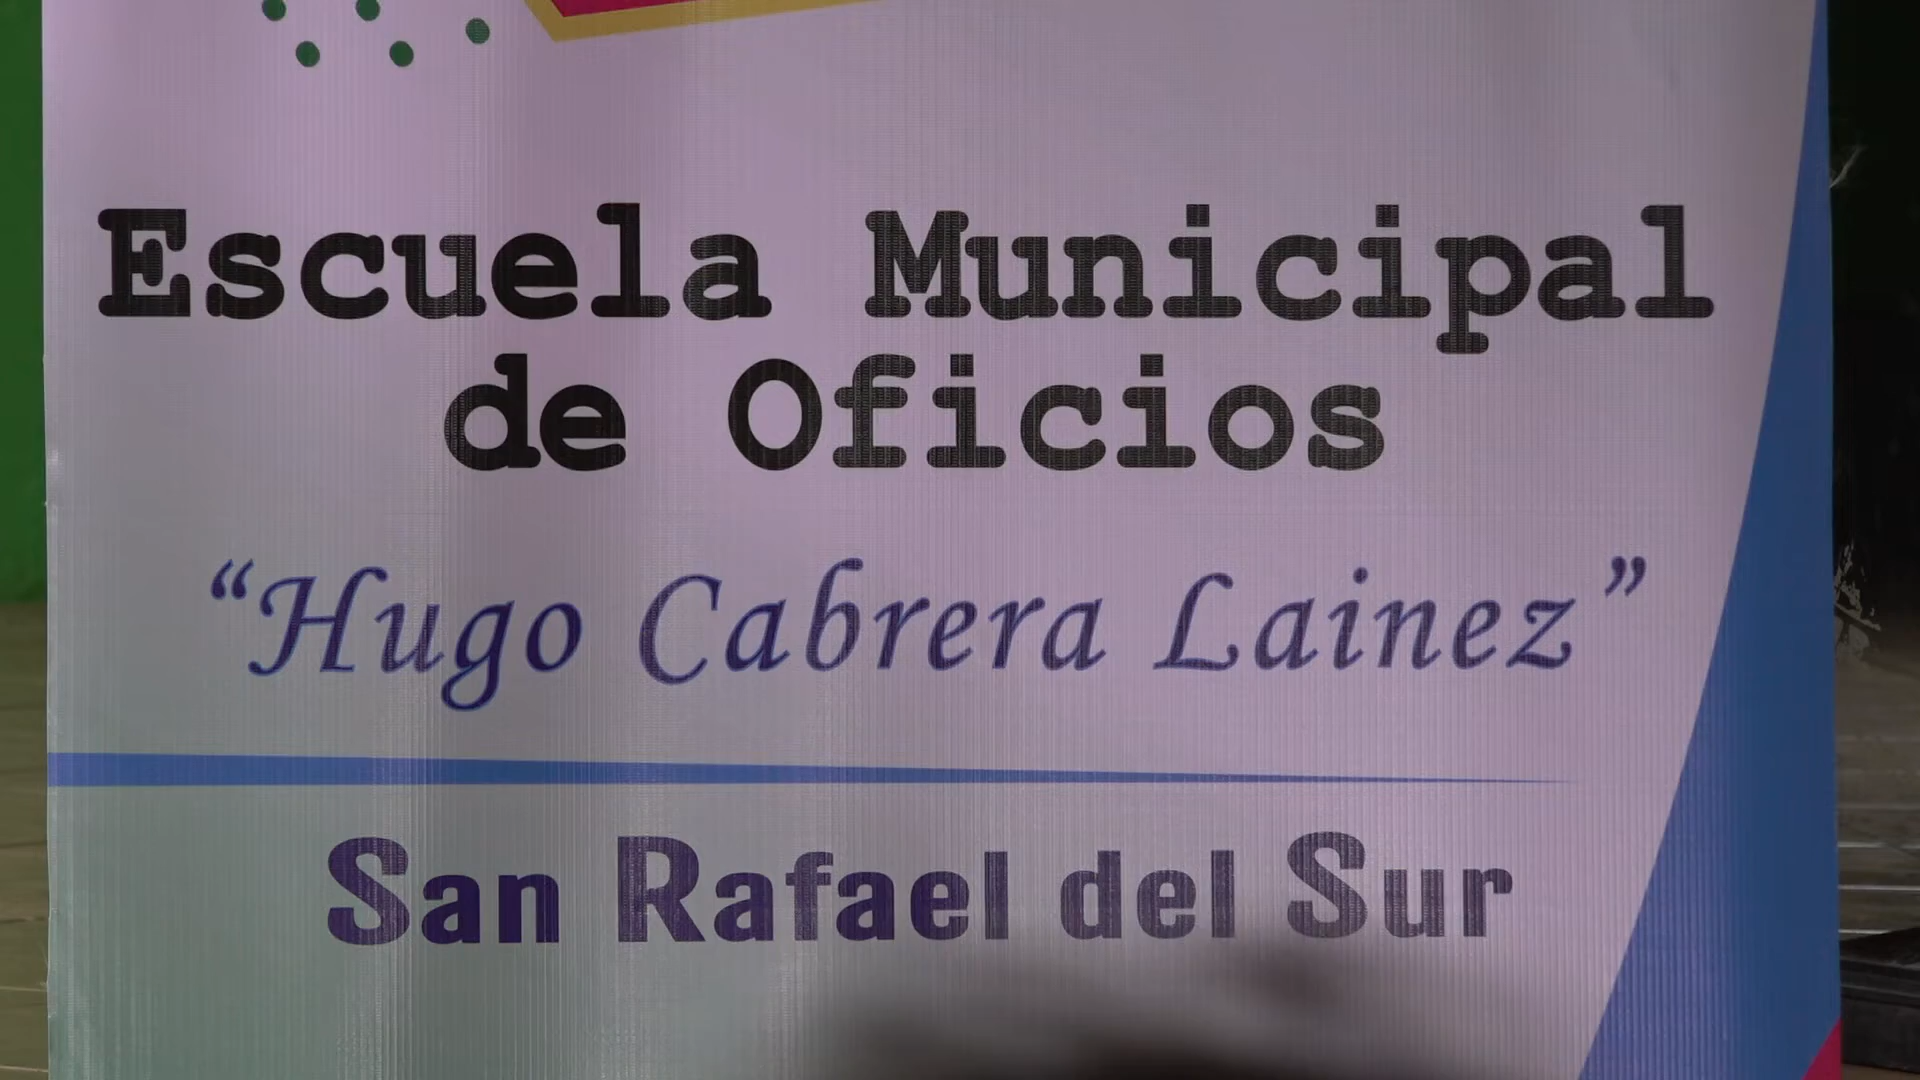 Escuela Municipal
de Oficios
“Hugo Cabrera Lainez”
San Rafael del Sur